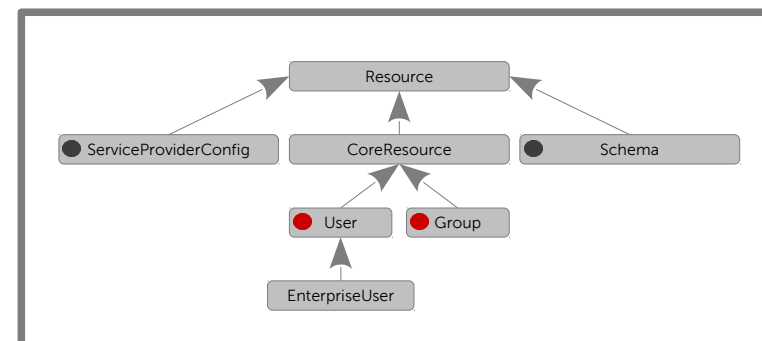 Resource
ServiceProviderConfig
CoreResource
Schema
User
Group
EnterpriseUser